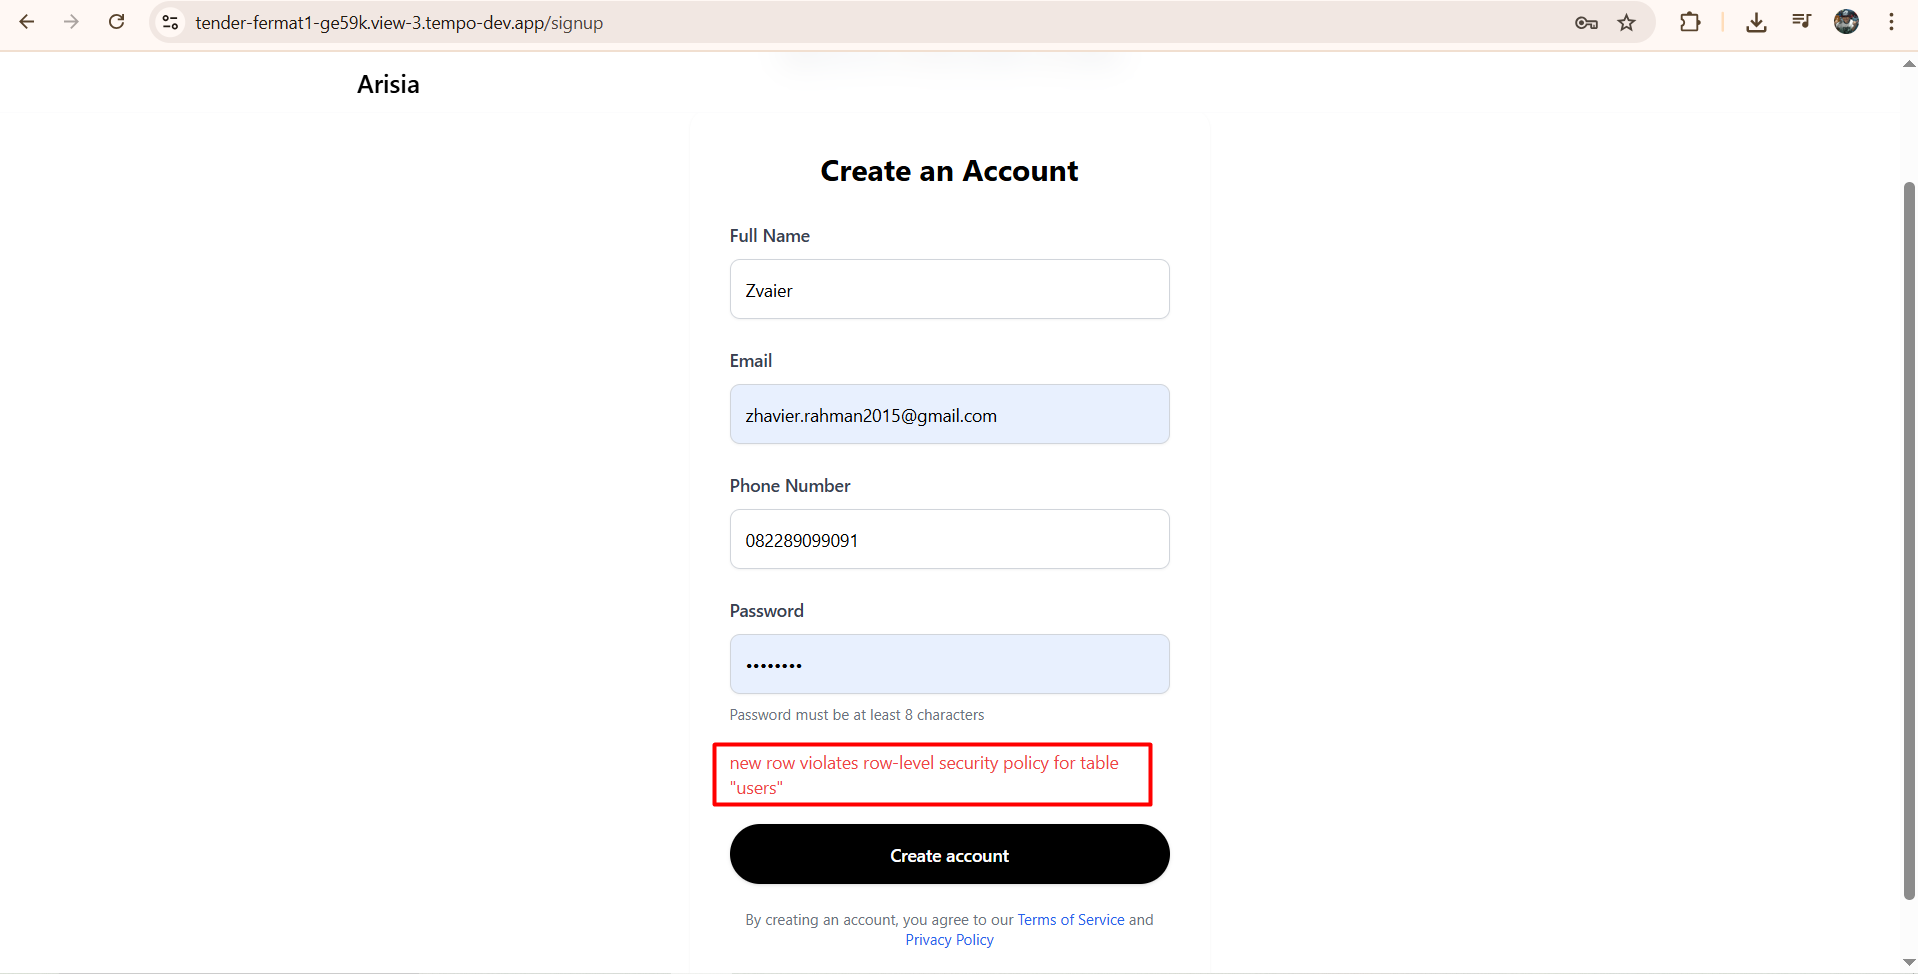 tender-fermat1-ge59k.view-3.tempo-dev.app/signup
Arisia
Create an Account
Full Name
Zvaier
Email
zhavier.rahman2015@gmail.com
Phone Number
082289099091
Password
••••••••
Password must be at least 8 characters
new row violates row-level security policy for table
"users"
Create account
By creating an account, you agree to our Terms of Service and
Privacy Policy